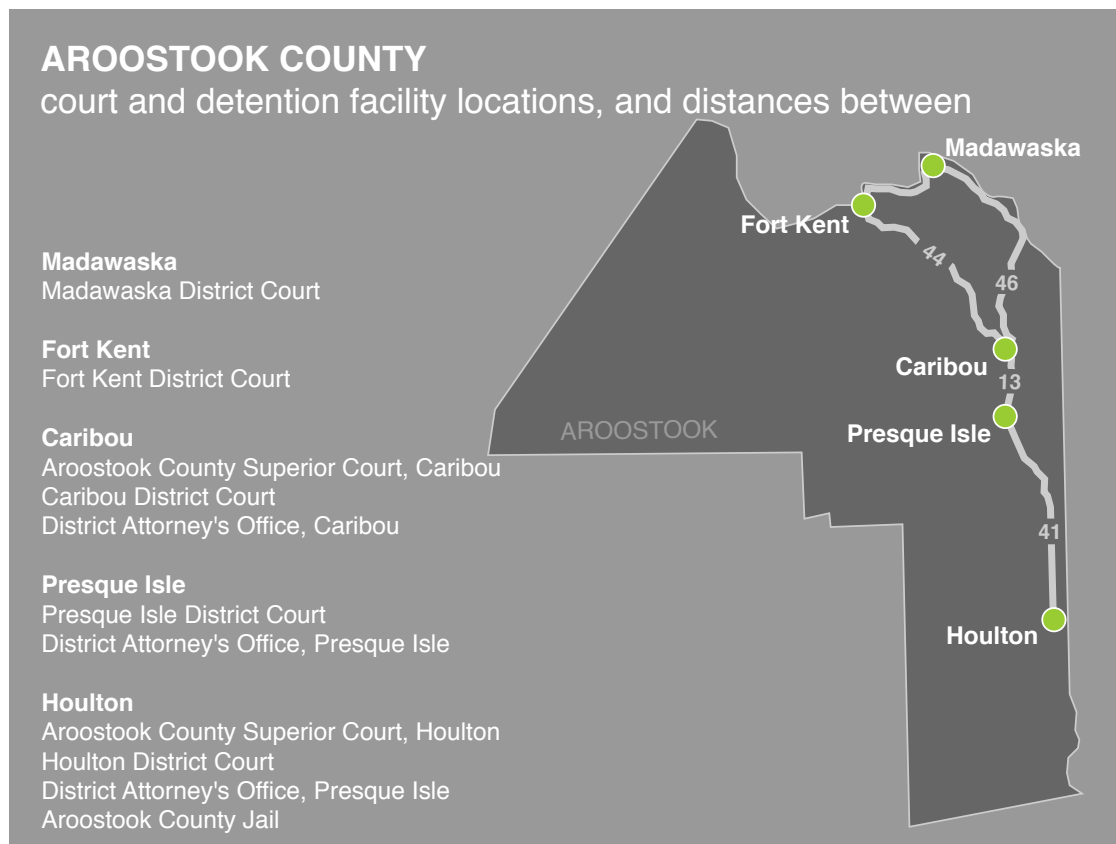 AROOSTOOK COUNTY
court and detention facility locations, and distances between
Madawaska
Madawaska District Court
Fort Kent
Fort Kent District Court
Caribou
Aroostook County Superior Court, Caribou
Caribou District Court
District Attorney's Office, Caribou
Presque Isle
Presque Isle District Court
District Attorney's Office, Presque Isle
Houlton
Aroostook County Superior Court, Houlton
Houlton District Court
District Attorney's Office, Presque Isle
Aroostook County Jail
Madawaska
Fort Kent
44
46
Caribou
13
AROOSTOOK
Presque Isle
41
Houlton